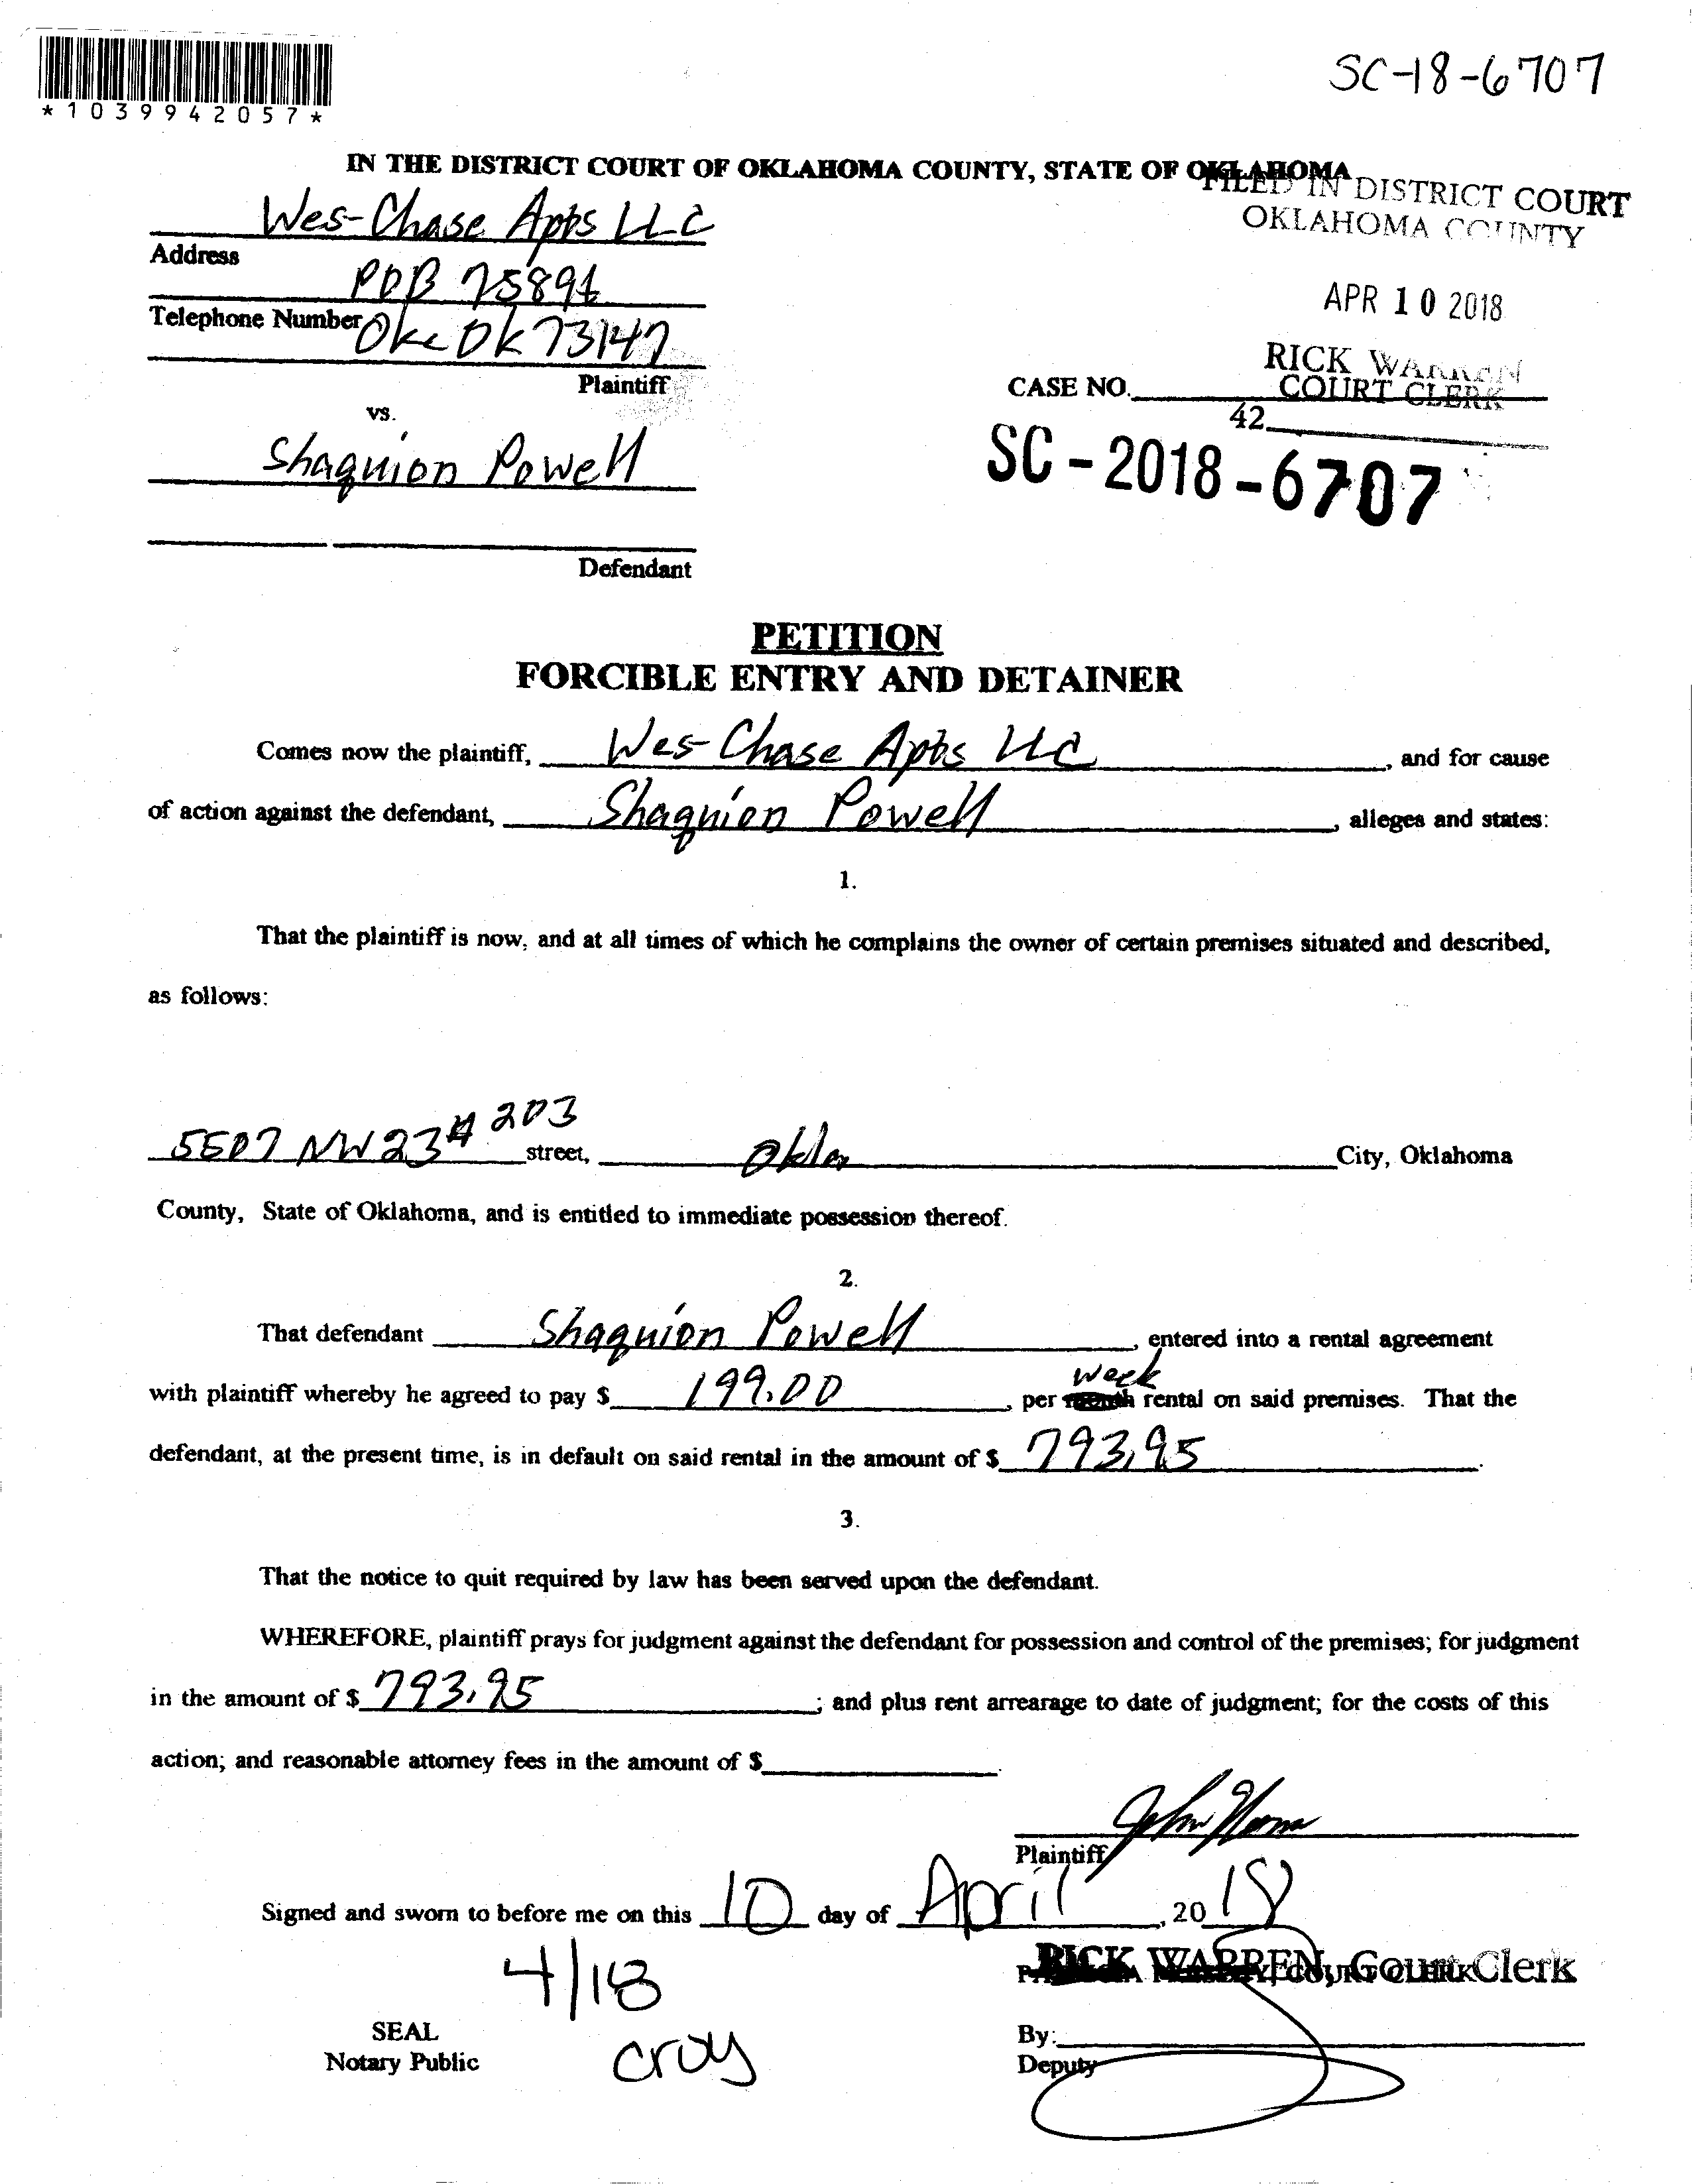 SC-18-6707
*1039942057*
IN THE DISTRICT COURT OF OKLAHOMA COUNTY, STATE OF OKLAHOMA
FILED IN DISTRICT COURT
OKLAHOMA COUNTY
Wes-Chase Apts LLC
Address
POB 75894
APR 10 2018
Telephone Number
Okc Ok 73147
RICK WARREN
COURT CLERK
Plaintiff
CASE NO.
vs.
42
Shaquion Powell
SC-2018-6707
Defendant
PETITION
FORCIBLE ENTRY AND DETAINER
Comes now the plaintiff, Wes-Chase Apts LLC, and for cause
of action against the defendant, Shaquion Powell, alleges and states:
1.
That the plaintiff is now, and at all times of which he complains the owner of certain premises situated and described,
as follows:
5507 NW 23 # 203 street, Okla City, Oklahoma
County, State of Oklahoma, and is entitled to immediate possession thereof.
2.
That defendant Shaquion Powell, entered into a rental agreement
week
with plaintiff whereby he agreed to pay $ 199.00, per month rental on said premises. That the
defendant, at the present time, is in default on said rental in the amount of $ 793.95.
3.
That the notice to quit required by law has been served upon the defendant.
WHEREFORE, plaintiff prays for judgment against the defendant for possession and control of the premises; for judgment
in the amount of $ 793.95; and plus rent arrearage to date of judgment; for the costs of this
action; and reasonable attorney fees in the amount of $.
John
Plaintiff
Signed and sworn to before me on this 10 day of April, 20 18
RICK WARREN, Court Clerk
4/18
SEAL
Notary Public
croy
By:
Deputy